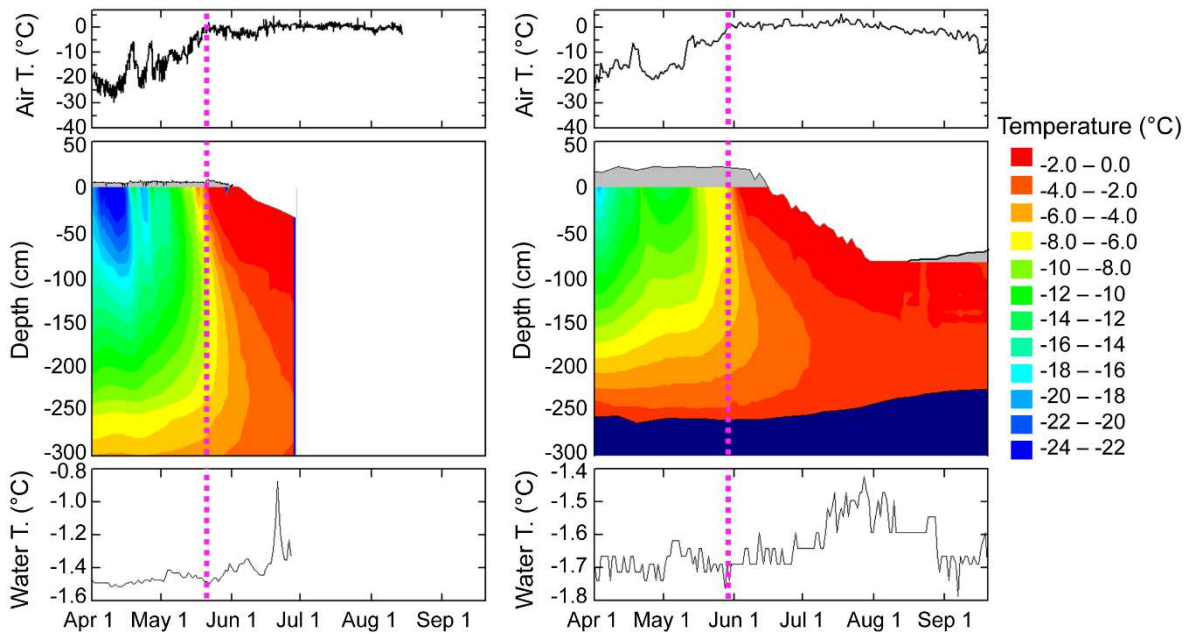 Air T. (°C)
0
-10
-20
-30
-40
Air T. (°C)
0
-10
-20
-30
-40
Depth (cm)
50
0
-50
-100
-150
-200
-250
-300
Depth (cm)
50
0
-50
-100
-150
-200
-250
-300
Temperature (°C)
-2.0 – 0.0
-4.0 – -2.0
-6.0 – -4.0
-8.0 – -6.0
-10 – -8.0
-12 – -10
-14 – -12
-16 – -14
-18 – -16
-20 – -18
-22 – -20
-24 – -22
Water T. (°C)
-0.8
-1.0
-1.2
-1.4
-1.6
Apr 1 May 1 Jun 1 Jul 1 Aug 1 Sep 1
Water T. (°C)
-1.4
-1.5
-1.6
-1.7
-1.8
Apr 1 May 1 Jun 1 Jul 1 Aug 1 Sep 1